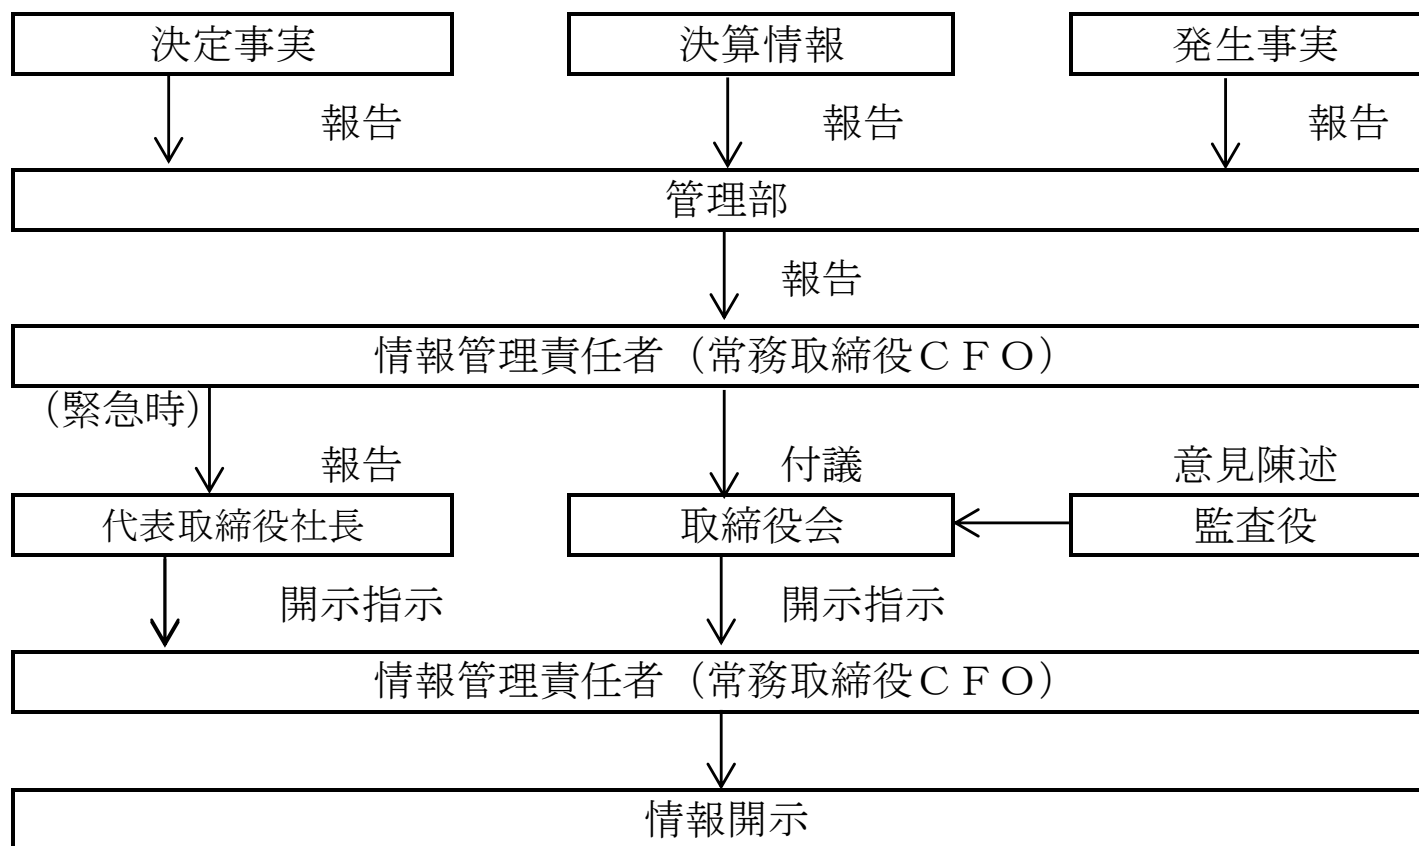 決定事実 決算情報 発生事実
報告 報告 報告
管理部
報告
情報管理責任者（常務取締役ＣＦＯ）
（緊急時）
報告 付議 意見陳述
代表取締役社長 取締役会 監査役
開示指示 開示指示
情報管理責任者（常務取締役ＣＦＯ）
情報開示